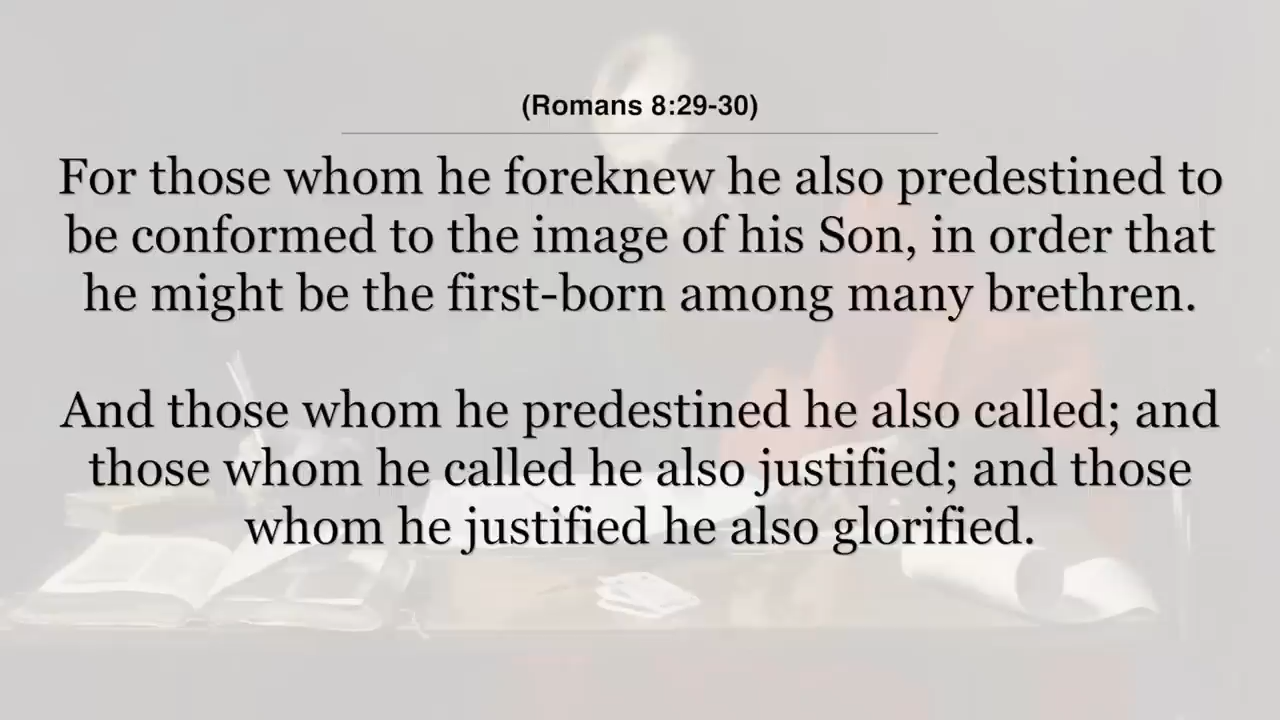 (Romans 8:29-30)
For those whom he foreknew he also predestined to
be conformed to the image of his Son, in order that
he might be the first-born among many brethren.
And those whom he predestined he also called; and
those whom he called he also justified; and those
whom he justified he also glorified.